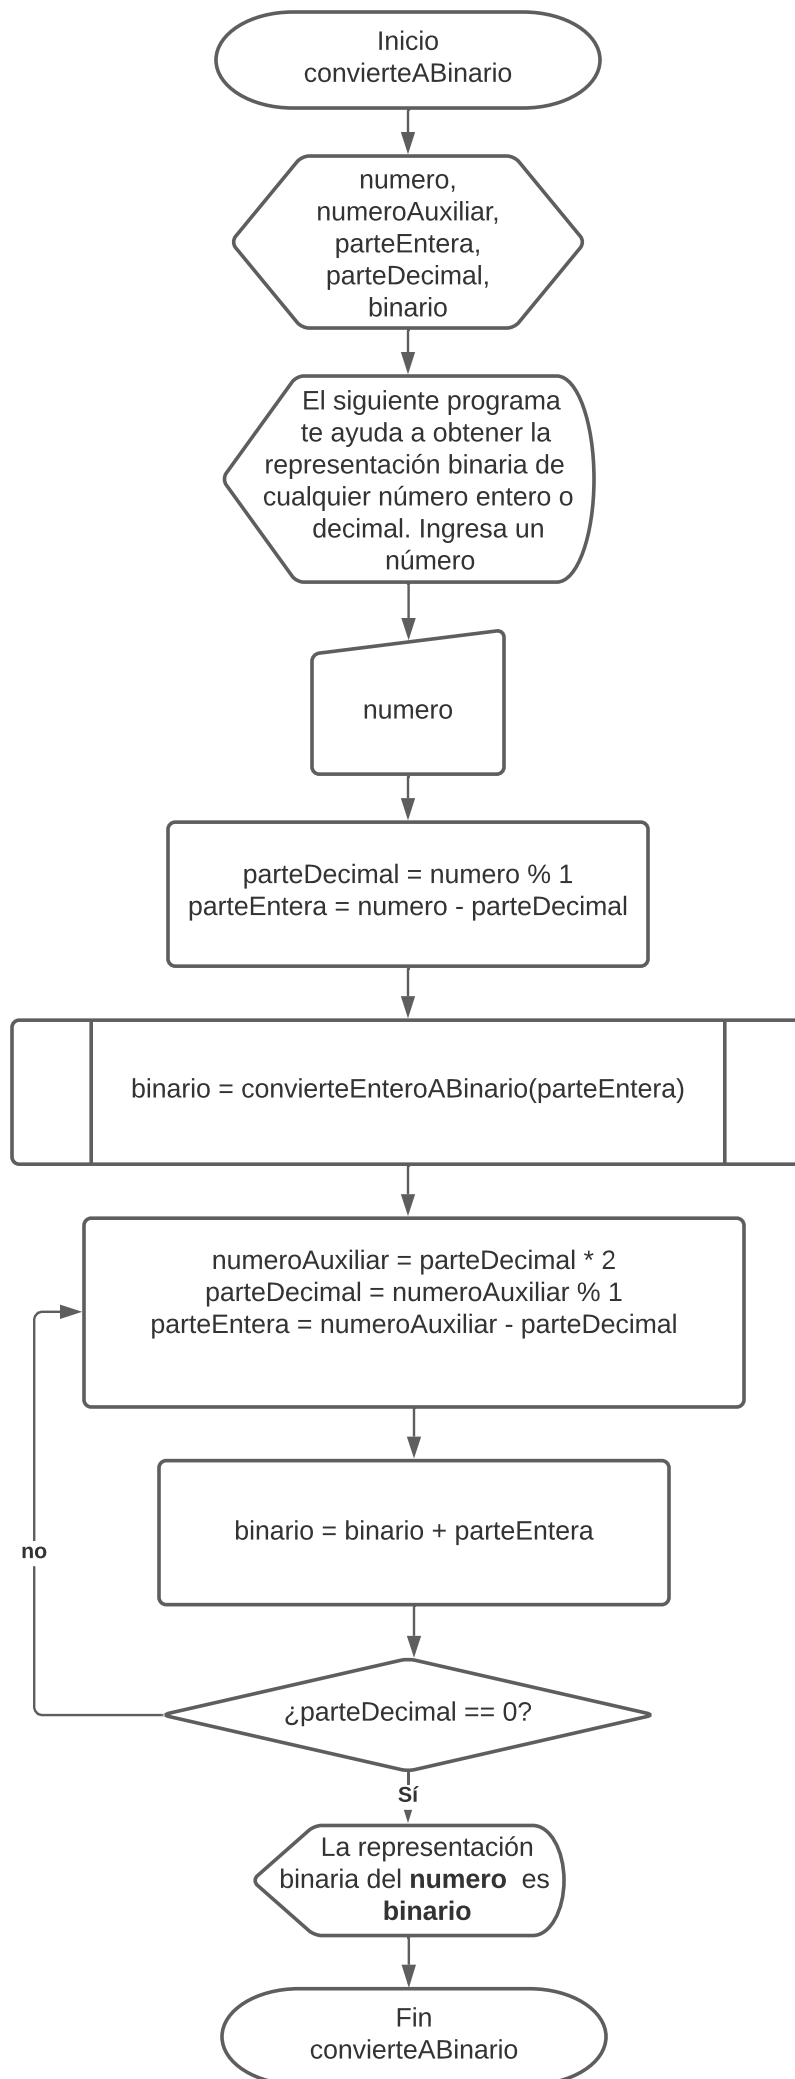 Inicio
convierteABinario
numero,
numeroAuxiliar,
parteEntera,
parteDecimal,
binario
El siguiente programa
te ayuda a obtener la
representación binaria de
cualquier número entero o
decimal. Ingresa un
número
numero
parteDecimal = numero % 1
parteEntera = numero - parteDecimal
binario = convierteEnteroABinario(parteEntera)
numeroAuxiliar = parteDecimal * 2
parteDecimal = numeroAuxiliar % 1
parteEntera = numeroAuxiliar - parteDecimal
binario = binario + parteEntera
no
¿parteDecimal == 0?
Sí
La representación
binaria del numero es
binario
Fin
convierteABinario